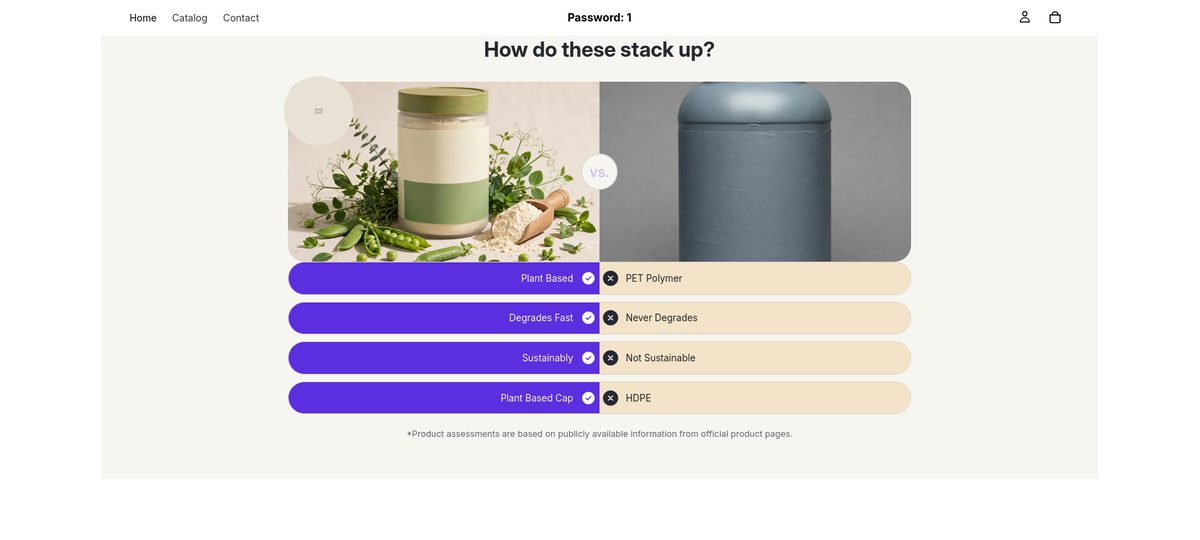 Home Catalog Contact Password: 1
How do these stack up?
VS.
Plant Based PET Polymer
Degrades Fast Never Degrades
Sustainably Not Sustainable
Plant Based Cap HDPE
*Product assessments are based on publicly available information from official product pages.